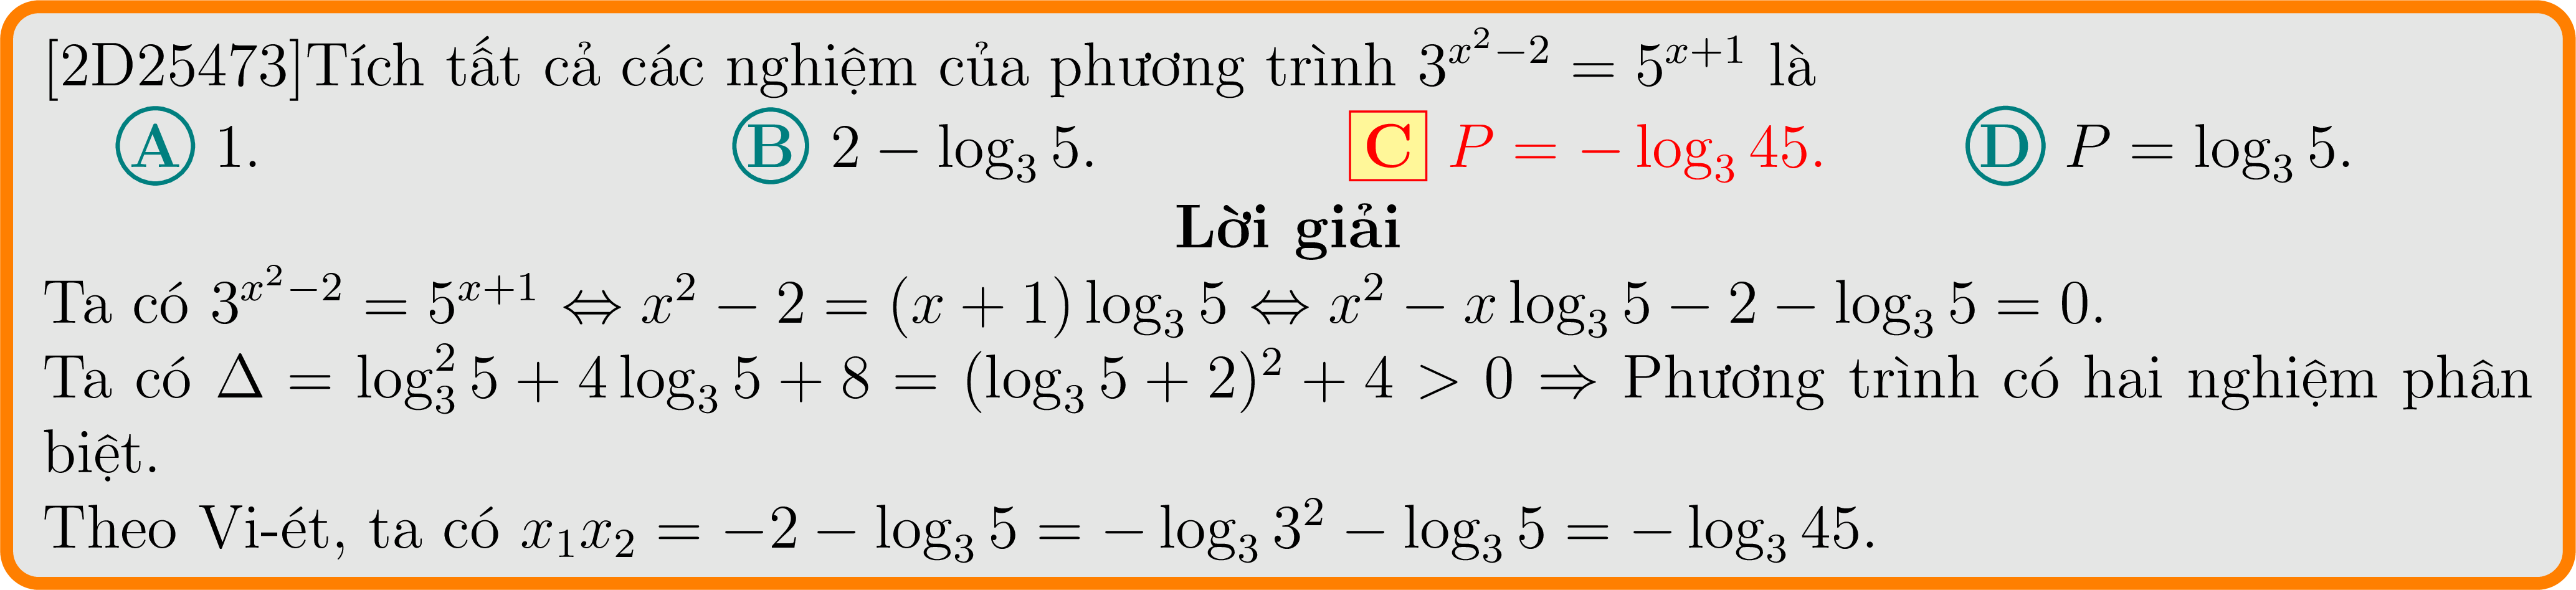 [2D25473]Tích tất cả các nghiệm của phương trình $3^{x^2-2} = 5^{x+1}$ là
A 1. B $2 - \log_3 5$. C $P = -\log_3 45$. D $P = \log_3 5$.
Lời giải
Ta có $3^{x^2-2} = 5^{x+1} \Leftrightarrow x^2 - 2 = (x + 1)\log_3 5 \Leftrightarrow x^2 - x\log_3 5 - 2 - \log_3 5 = 0$.
Ta có $\Delta = \log_3^2 5 + 4\log_3 5 + 8 = (\log_3 5 + 2)^2 + 4 > 0 \Rightarrow$ Phương trình có hai nghiệm phân
biệt.
Theo Vi-ét, ta có $x_1x_2 = -2 - \log_3 5 = -\log_3 3^2 - \log_3 5 = -\log_3 45$.